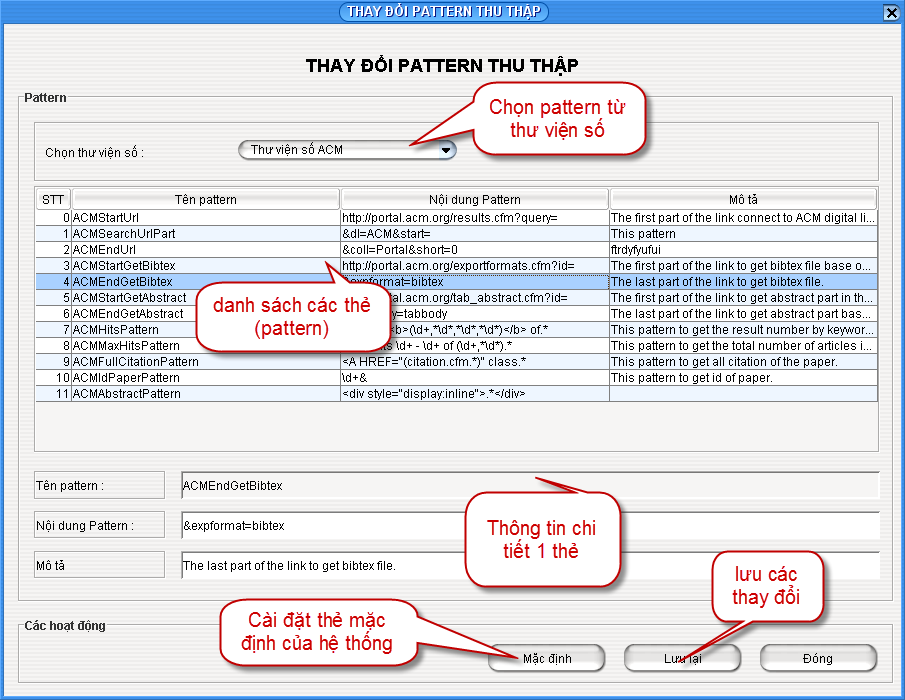 THAY ĐỔI PATTERN THU THẬP
THAY ĐỔI PATTERN THU THẬP
Pattern
Chọn pattern từ
thư viện số
Chọn thư viện số :
Thư viện số ACM
STT Tên pattern Nội dung Pattern Mô tả
0 ACMStartUrl http://portal.acm.org/results.cfm?query= The first part of the link connect to ACM digital li...
1 ACMSearchUrlPart &dl=ACM&start= This pattern
2 ACMEndUrl &coll=Portal&short=0 ftrdyfyufui
3 ACMStartGetBibtex http://portal.acm.org/exportformats.cfm?id= The first part of the link to get bibtex file base o...
4 ACMEndGetBibtex &expformat=bibtex The last part of the link to get bibtex file.
5 ACMStartGetAbstract tal.acm.org/tab_abstract.cfm?id= The first part of the link to get abstract part in th...
6 ACMEndGetAbstract y=tabbody The last part of the link to get abstract part bas...
7 ACMHitsPattern <b>(\d+,*\d*,*\d*,*\d*)</b> of.* This pattern to get the result number by keywor...
8 ACMMaxHitsPattern \d+ - \d+ of (\d+,*\d*).* This pattern to get the total number of articles i...
9 ACMFullCitationPattern <A HREF="(citation.cfm.*)" class.* This pattern to get all citation of the paper.
10 ACMIdPaperPattern \d+& This pattern to get id of paper.
11 ACMAbstractPattern <div style="display:inline">.*</div>
danh sách các thẻ
(pattern)
Tên pattern : ACMEndGetBibtex
Nội dung Pattern : &expformat=bibtex
Mô tả The last part of the link to get bibtex file.
Thông tin chi
tiết 1 thẻ
lưu các
thay đổi
Các hoạt động
Cài đặt thẻ mặc
định của hệ thống
Mặc định Lưu lại Đóng